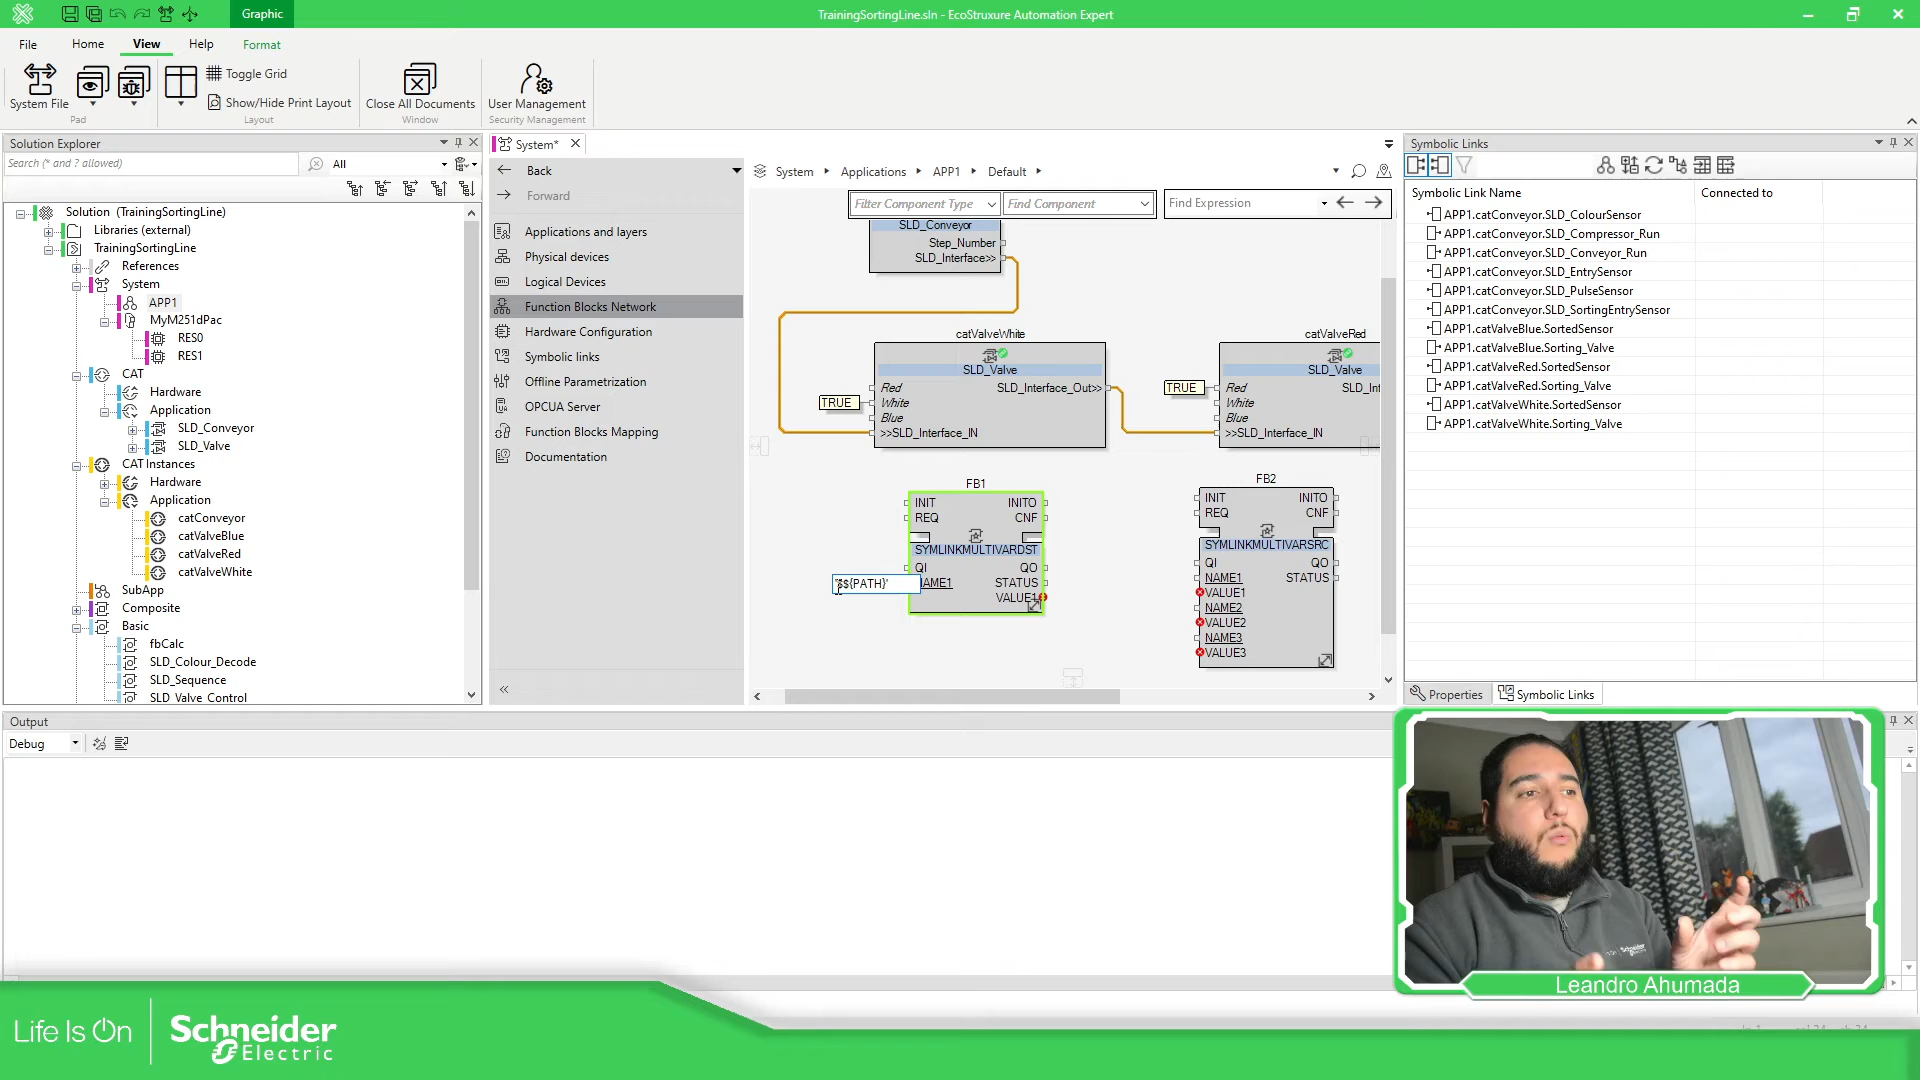 Graphic
TrainingSortingLine.sln - EcoStruxure Automation Expert
File
Home
View
Help
Format
System File
Toggle Grid
Show/Hide Print Layout
Close All Documents
User Management
Pad
Layout
Window
Security Management
Solution Explorer
Search (* and ? allowed)
All
Solution (TrainingSortingLine)
Libraries (external)
TrainingSortingLine
References
System
APP1
MyM251dPac
RES0
RES1
CAT
Hardware
Application
SLD_Conveyor
SLD_Valve
CAT Instances
Hardware
Application
catConveyor
catValveBlue
catValveRed
catValveWhite
SubApp
Composite
Basic
fbCalc
SLD_Colour_Decode
SLD_Sequence
SLD_Valve_Control
System*
Back
Forward
Applications and layers
Physical devices
Logical Devices
Function Blocks Network
Hardware Configuration
Symbolic links
Offline Parametrization
OPCUA Server
Function Blocks Mapping
Documentation
System
Applications
APP1
Default
Filter Component Type
Find Component
Find Expression
SLD_Conveyor
Step_Number
SLD_Interface>>
catValveWhite
SLD_Valve
Red
SLD_Interface_Out>>
TRUE
White
Blue
>>SLD_Interface_IN
catValveRed
SLD_Valve
TRUE
Red
White
Blue
>>SLD_Interface_IN
FB1
INIT
INITO
REQ
CNF
SYMLINKMULTIVARDST
QI
QO
'$${PATH}'
STATUS
VALUE1
FB2
INIT
INITO
REQ
CNF
SYMLINKMULTIVARSRC
QI
QO
NAME1
STATUS
VALUE1
NAME2
VALUE2
NAME3
VALUE3
Symbolic Links
Symbolic Link Name
Connected to
APP1.catConveyor.SLD_ColourSensor
APP1.catConveyor.SLD_Compressor_Run
APP1.catConveyor.SLD_Conveyor_Run
APP1.catConveyor.SLD_EntrySensor
APP1.catConveyor.SLD_PulseSensor
APP1.catConveyor.SLD_SortingEntrySensor
APP1.catValveBlue.SortedSensor
APP1.catValveBlue.Sorting_Valve
APP1.catValveRed.SortedSensor
APP1.catValveRed.Sorting_Valve
APP1.catValveWhite.SortedSensor
APP1.catValveWhite.Sorting_Valve
Properties
Symbolic Links
Output
Debug
Leandro Ahumada
Life Is On
Schneider
Electric